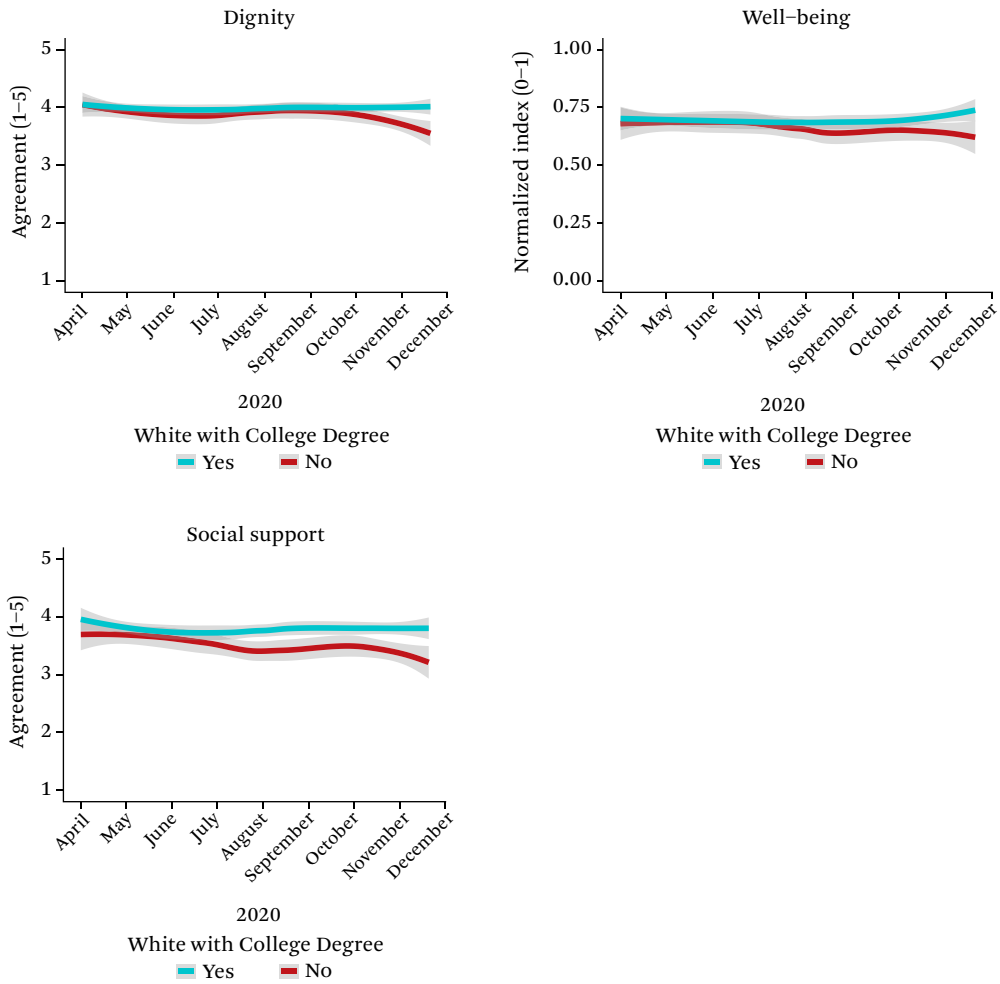 Dignity
Agreement (1–5)
5
4
3
2
1
April
May
June
July
August
September
October
November
December
2020
White with College Degree
Yes No
Well–being
Normalized index (0–1)
1.00
0.75
0.50
0.25
0.00
April
May
June
July
August
September
October
November
December
2020
White with College Degree
Yes No
Social support
Agreement (1–5)
5
4
3
2
1
April
May
June
July
August
September
October
November
December
2020
White with College Degree
Yes No